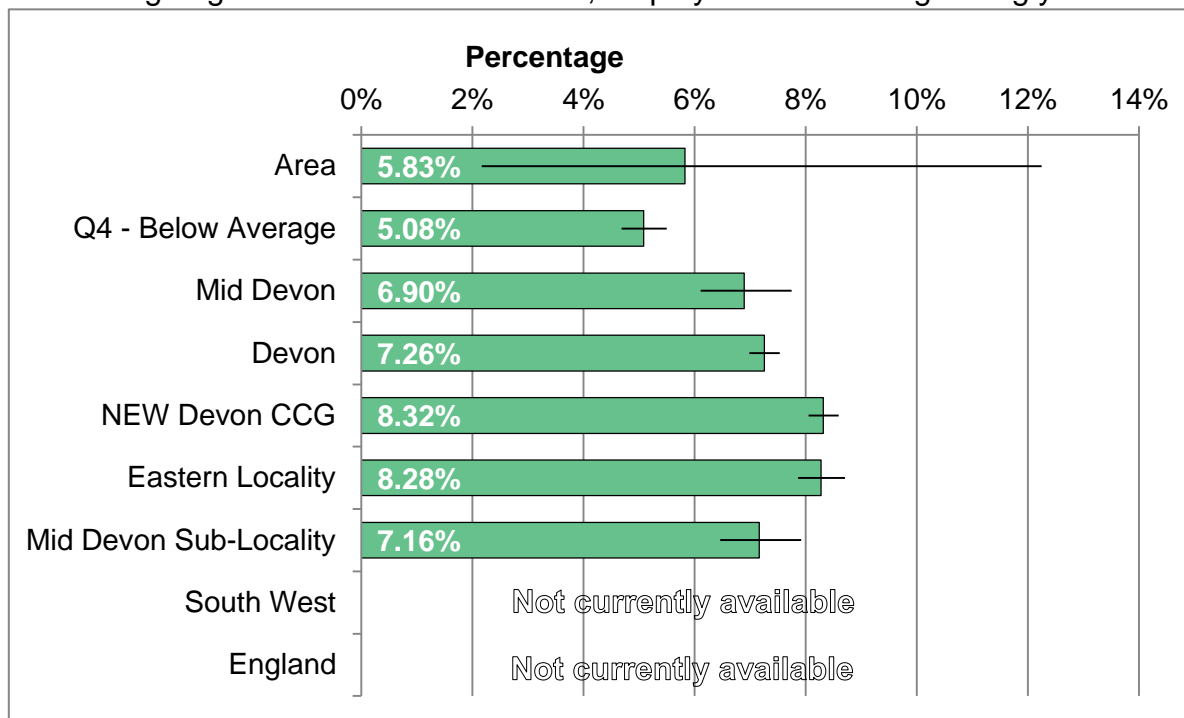 Percentage
0% 2% 4% 6% 8% 10% 12% 14%
Area 5.83%
Q4 - Below Average 5.08%
Mid Devon 6.90%
Devon 7.26%
NEW Devon CCG 8.32%
Eastern Locality 8.28%
Mid Devon Sub-Locality 7.16%
South West Not currently available
England Not currently available